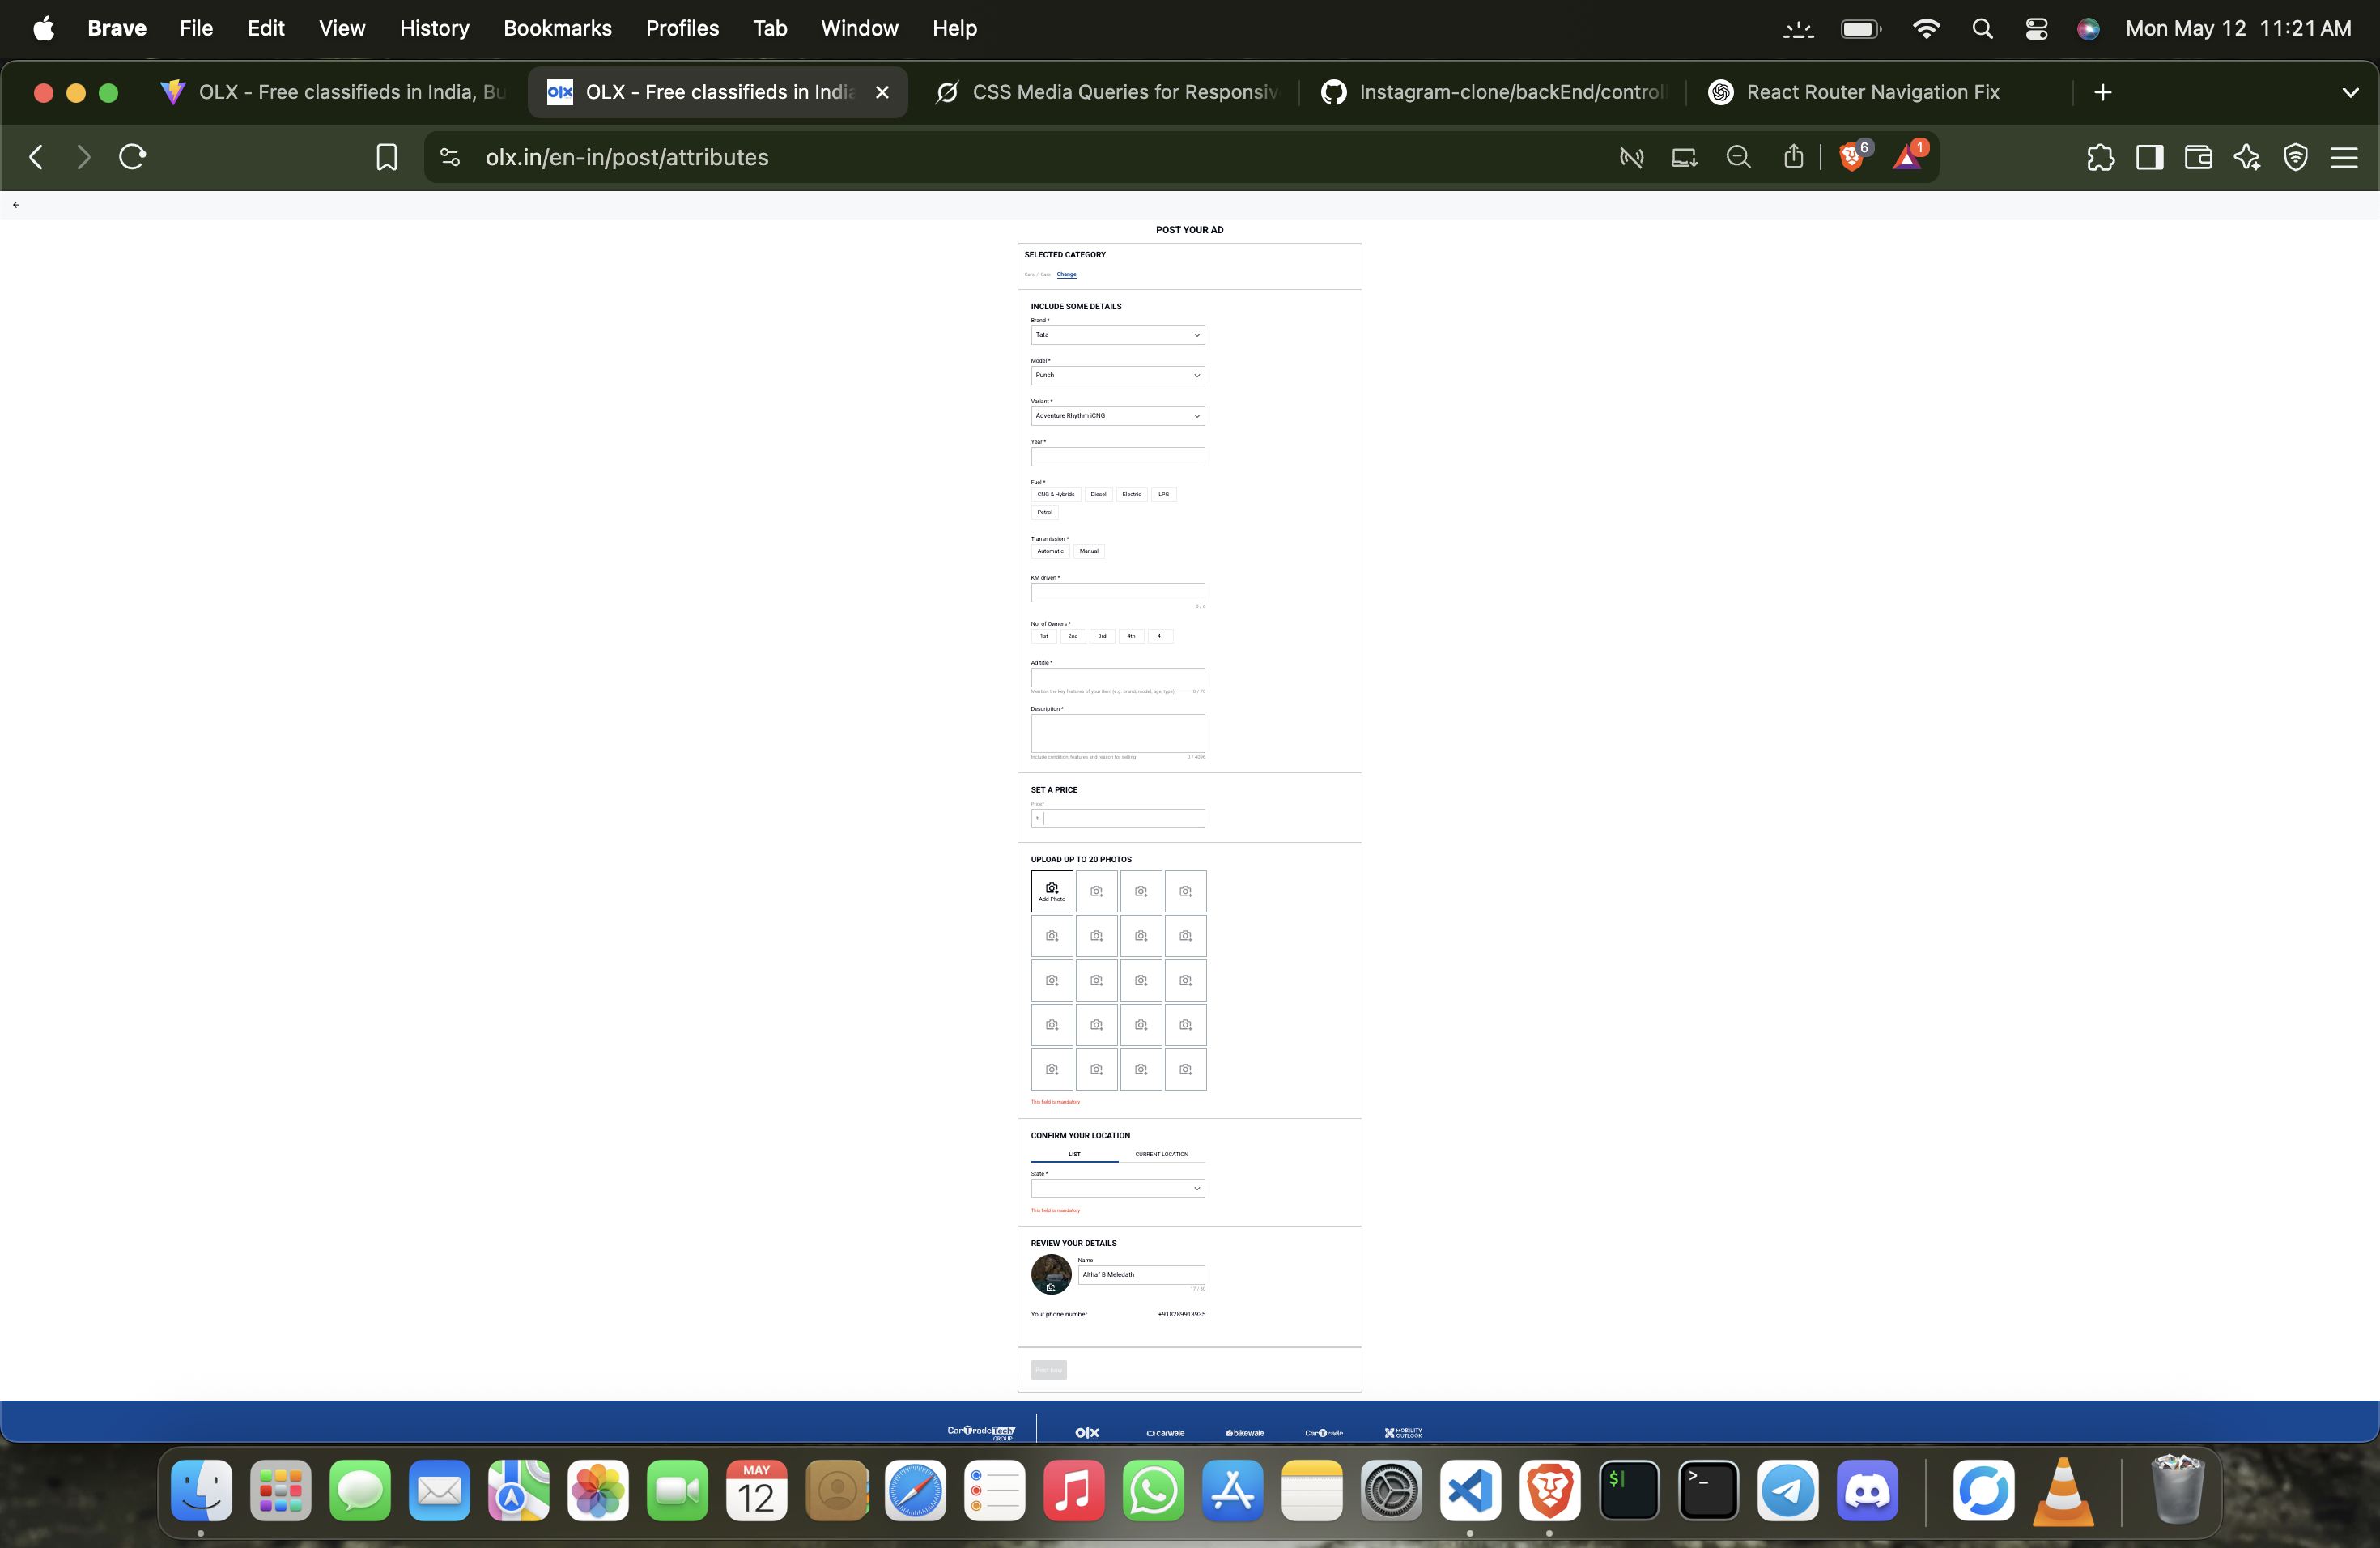 Brave File Edit View History Bookmarks Profiles Tab Window Help Mon May 12 11:21 AM
OLX - Free classifieds in India, Bu OLX - Free classifieds in India CSS Media Queries for Responsiv Instagram-clone/backEnd/control React Router Navigation Fix
olx.in/en-in/post/attributes 6 1
POST YOUR AD
SELECTED CATEGORY
Cars / Cars Change
INCLUDE SOME DETAILS
Brand *
Tata
Model *
Punch
Variant *
Adventure Rhythm iCNG
Year *
Fuel *
CNG & Hybrids Diesel Electric LPG
Petrol
Transmission *
Automatic Manual
KM driven *
0 / 6
No. of Owners *
1st 2nd 3rd 4th 4+
Ad title *
Mention the key features of your item (e.g. brand, model, age, type) 0 / 70
Description *
Include condition, features and reason for selling 0 / 4096
SET A PRICE
Price*
₹
UPLOAD UP TO 20 PHOTOS
Add Photo
This field is mandatory
CONFIRM YOUR LOCATION
LIST CURRENT LOCATION
State *
This field is mandatory
REVIEW YOUR DETAILS
Name
Althaf B Meledath
17 / 30
Your phone number +918289913935
Post now
CarTradeTech GROUP olx carwale bikewale CarTrade MOBILITY OUTLOOK
MAY
12